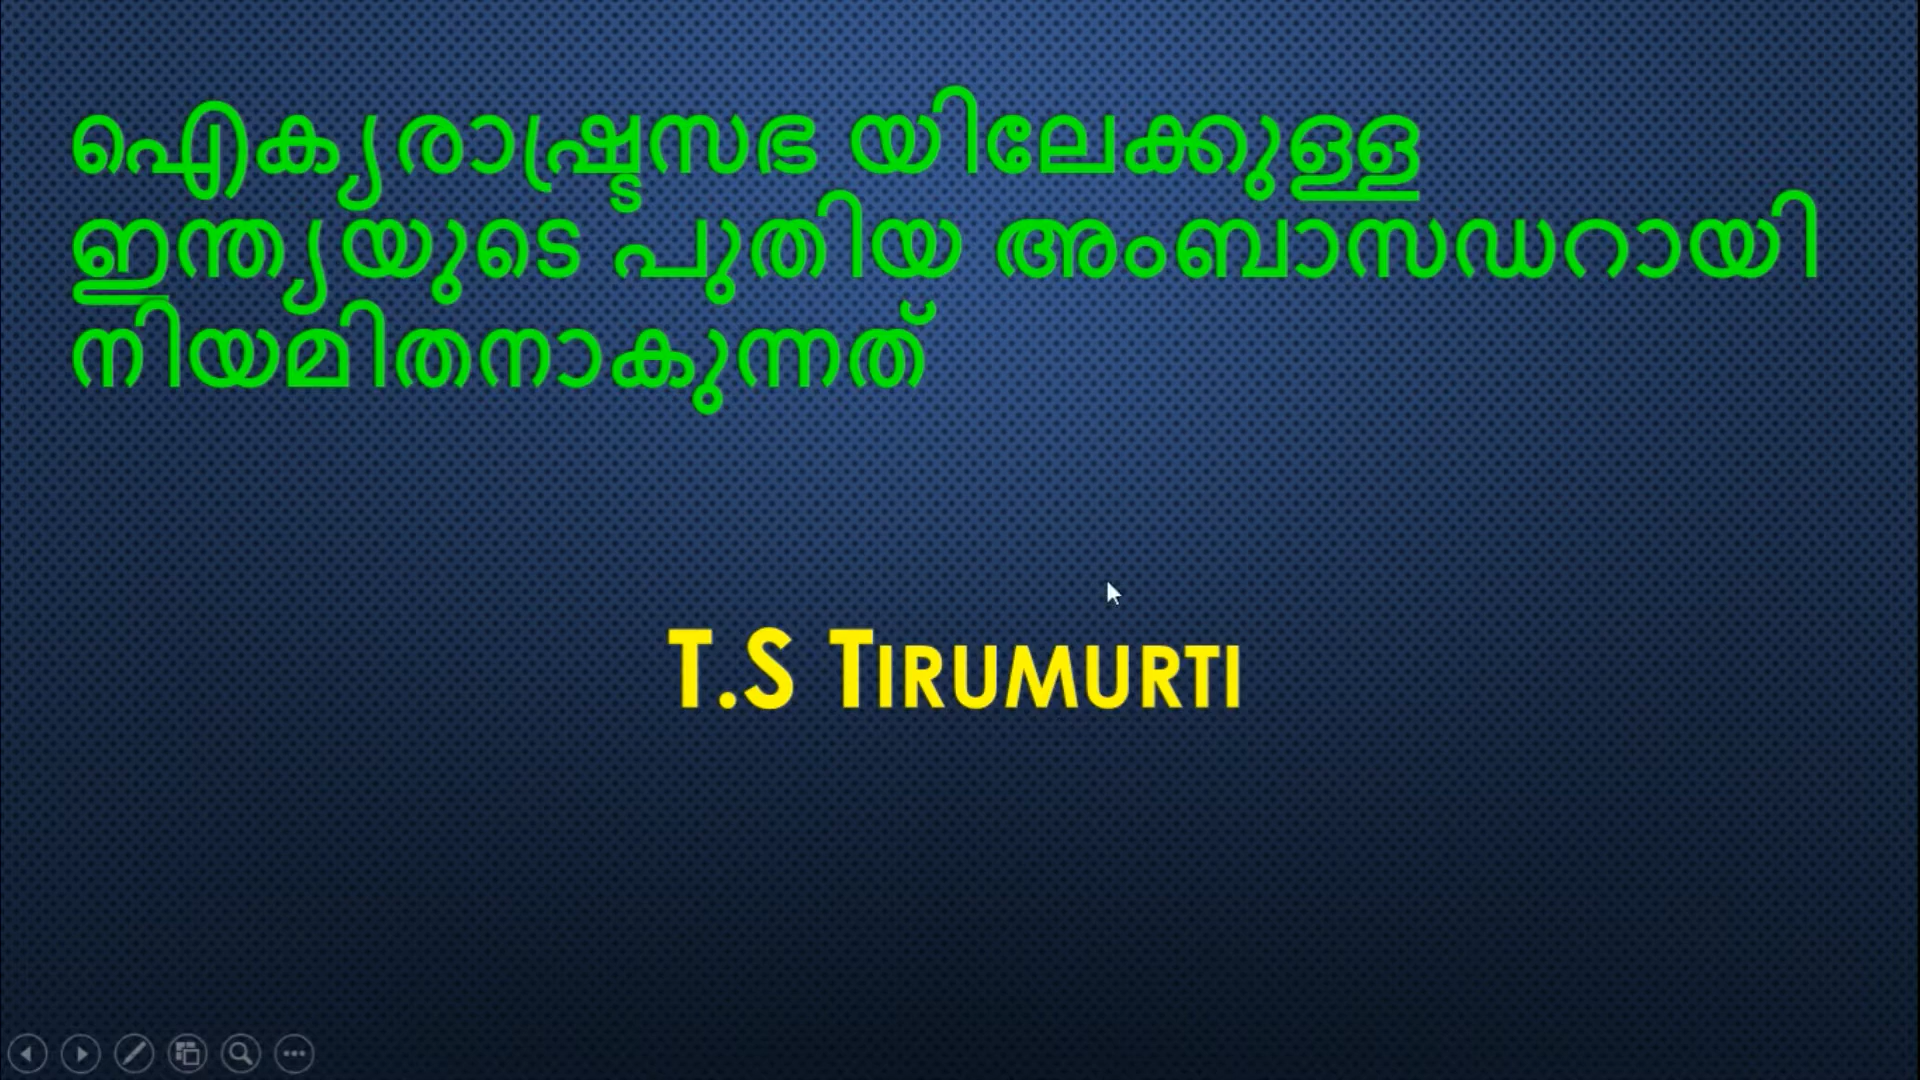 ഐക്യരാഷ്ട്രസഭ യിലേക്കുള്ള
ഇന്ത്യയുടെ പുതിയ അംബാസഡറായി
നിയമിതനാകുന്നത്
T.S Tirumurti